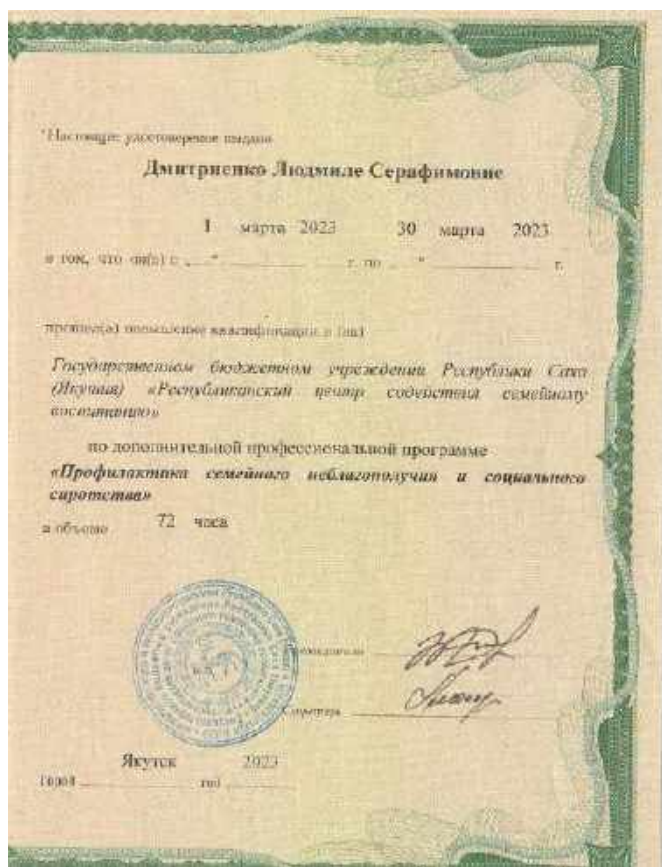 Настоящее удостоверение выдано
Дмитриенко Людмиле Серафимовне
1 марта 2023 30 марта 2023
в том, что он(а) с " г. по " г.
прошел(а) повышение квалификации в (на)
Государственном бюджетном учреждении Республики Саха
(Якутия) «Республиканский центр содействия семейному
воспитанию»
по дополнительной профессиональной программе
«Профилактика семейного неблагополучия и социального
сиротства»
в объеме 72 часа
Руководитель
Секретарь
Якутск 2023
Город год